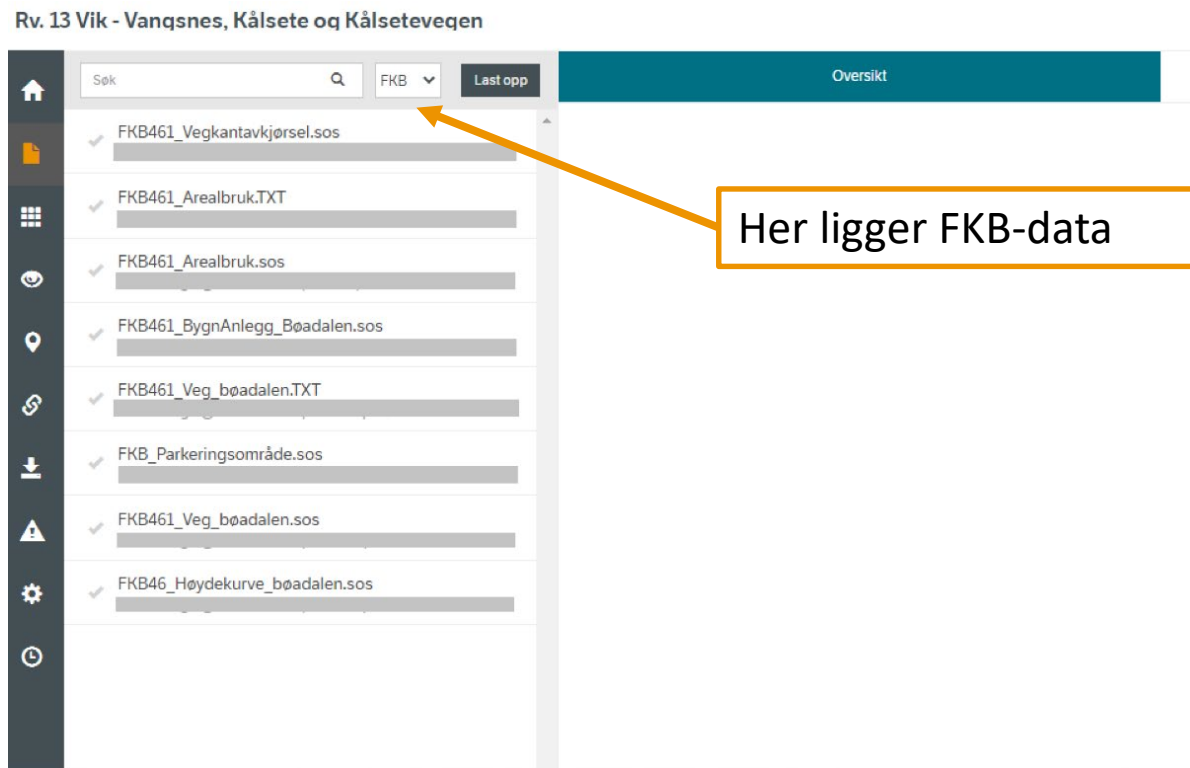 Rv. 13 Vik - Vangsnes, Kålsete og Kålsetevegen
Søk
FKB
Last opp
Oversikt
FKB461_Vegkantavkjørsel.sos
FKB461_Arealbruk.TXT
Her ligger FKB-data
FKB461_Arealbruk.sos
FKB461_BygnAnlegg_Bøadalen.sos
FKB461_Veg_bøadalen.TXT
FKB_Parkeringsområde.sos
FKB461_Veg_bøadalen.sos
FKB46_Høydekurve_bøadalen.sos